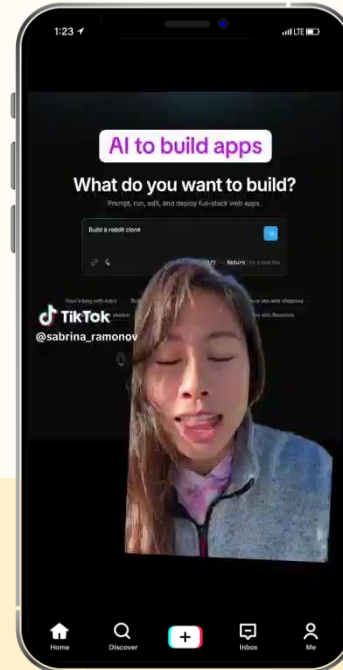 1:23
LTE
AI to build apps
What do you want to build?
Prompt, run, edit, and deploy full-stack web apps.
Build a reddit clone
Return
TikTok
@sabrina_ramonov
Home
Discover
Inbox
Me